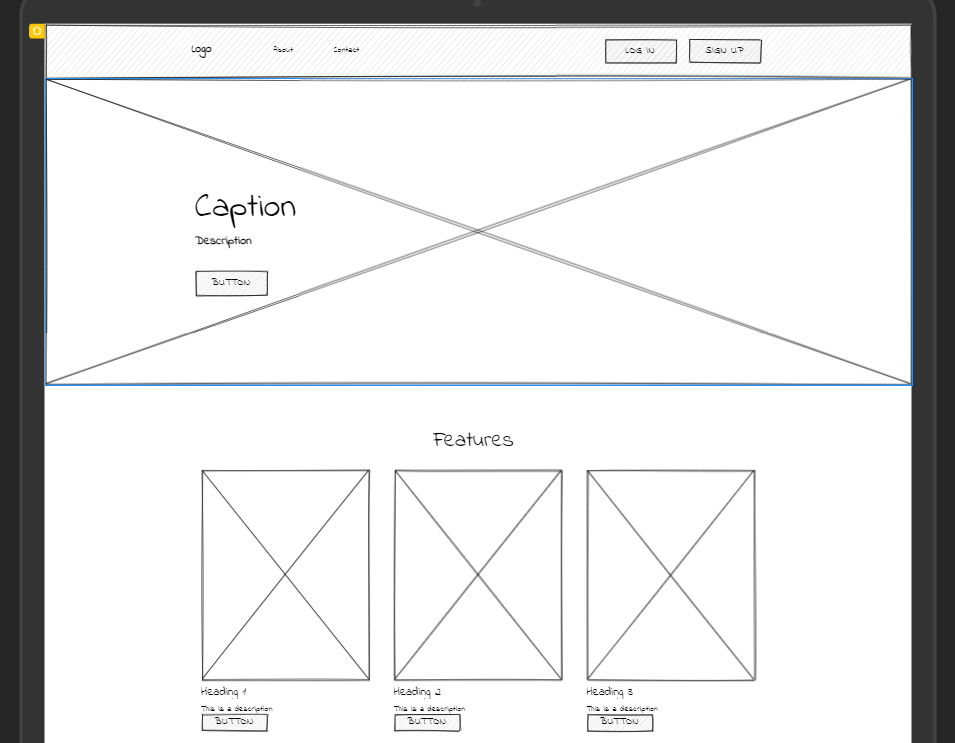 Logo About Contact LOG IN SIGN UP
Caption
Description
BUTTON
Features
Heading 1 Heading 2 Heading 3
This is a description This is a description This is a description
BUTTON BUTTON BUTTON